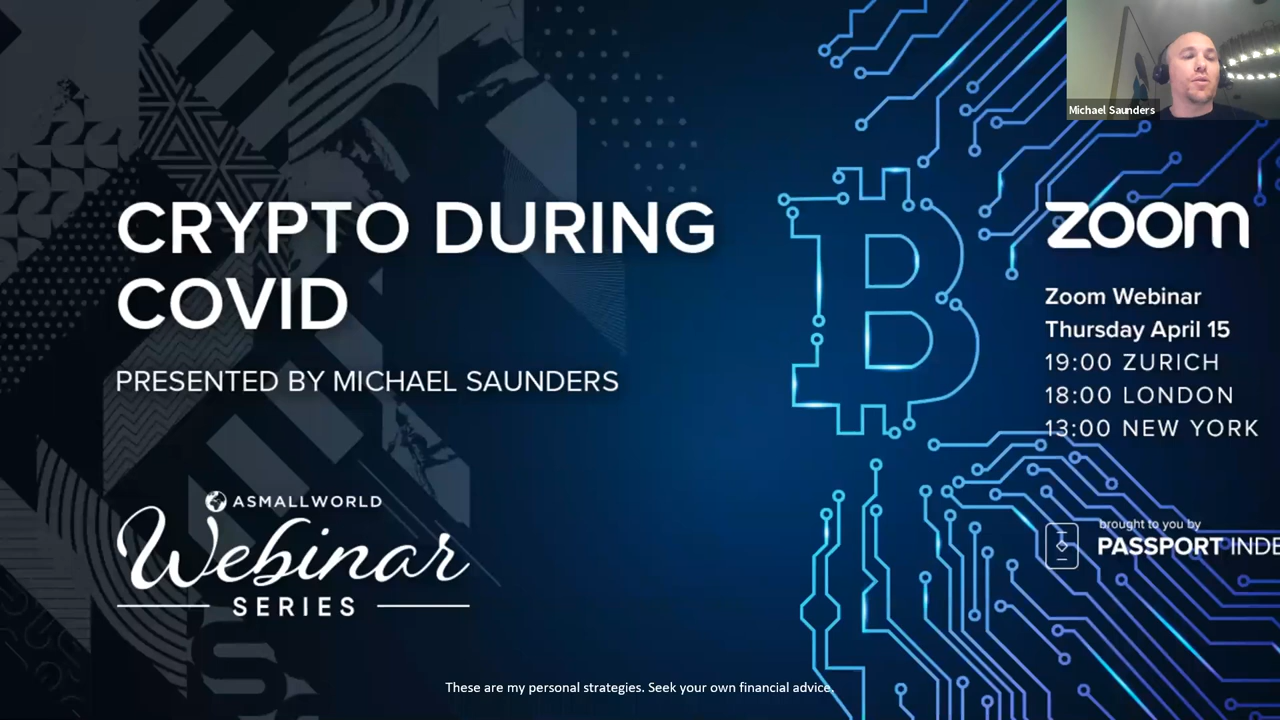 Michael Saunders
CRYPTO DURING
COVID
PRESENTED BY MICHAEL SAUNDERS
ASMALLWORLD
Webinar
SERIES
zoom
Zoom Webinar
Thursday April 15
19:00 ZURICH
18:00 LONDON
13:00 NEW YORK
brought to you by
PASSPORT INDE
These are my personal strategies. Seek your own financial advice.